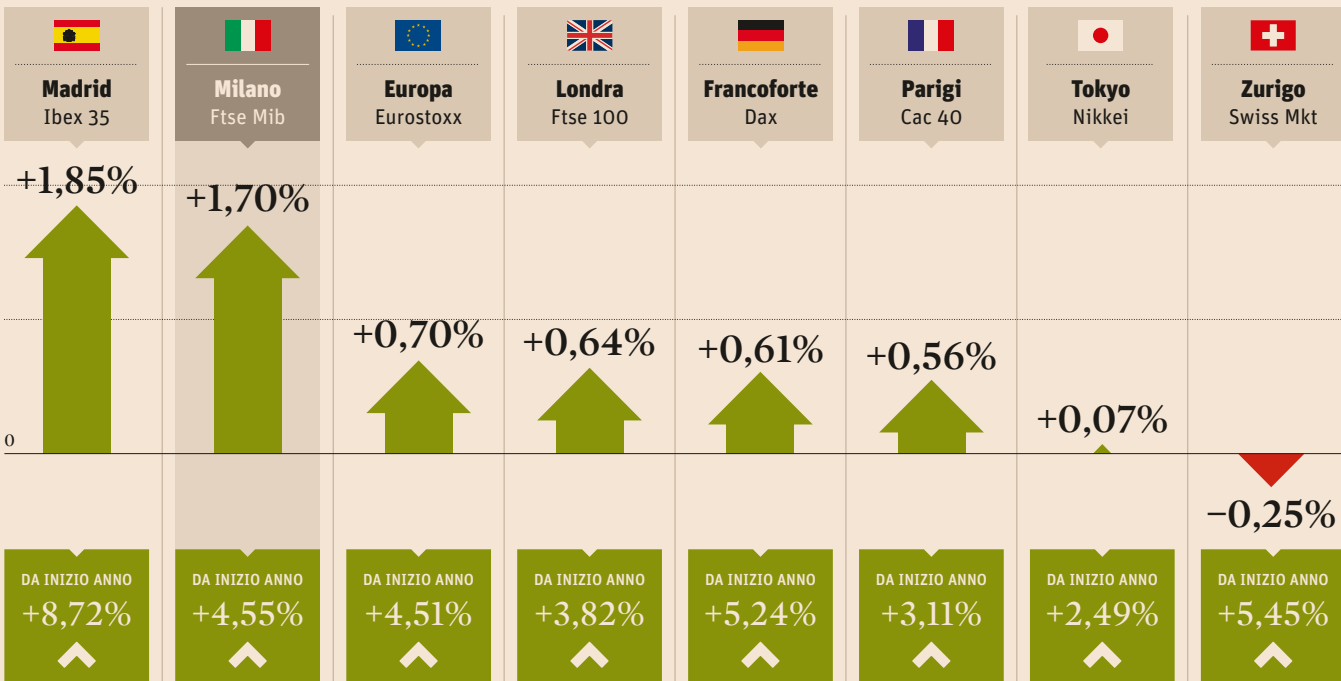 Madrid
Ibex 35
+1,85%
DA INIZIO ANNO
+8,72%
Milano
Ftse Mib
+1,70%
DA INIZIO ANNO
+4,55%
Europa
Eurostoxx
+0,70%
DA INIZIO ANNO
+4,51%
Londra
Ftse 100
+0,64%
DA INIZIO ANNO
+3,82%
Francoforte
Dax
+0,61%
DA INIZIO ANNO
+5,24%
Parigi
Cac 40
+0,56%
DA INIZIO ANNO
+3,11%
Tokyo
Nikkei
+0,07%
DA INIZIO ANNO
+2,49%
Zurigo
Swiss Mkt
−0,25%
DA INIZIO ANNO
+5,45%
0